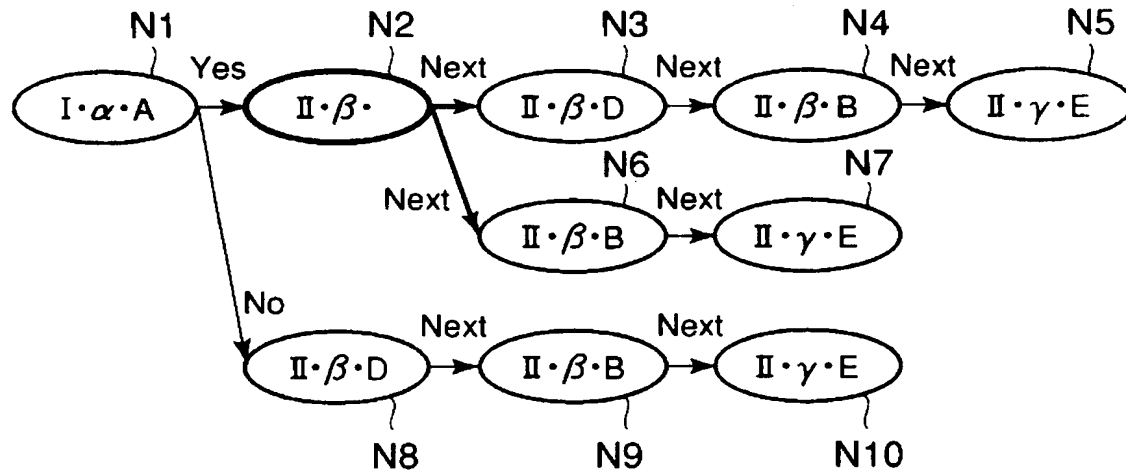 N1 N2 N3 N4 N5
Yes Next Next Next
I・α・A II・β・ II・β・D II・β・B II・γ・E
N6 N7
Next Next
II・β・B II・γ・E
No Next Next
II・β・D II・β・B II・γ・E
N8 N9 N10